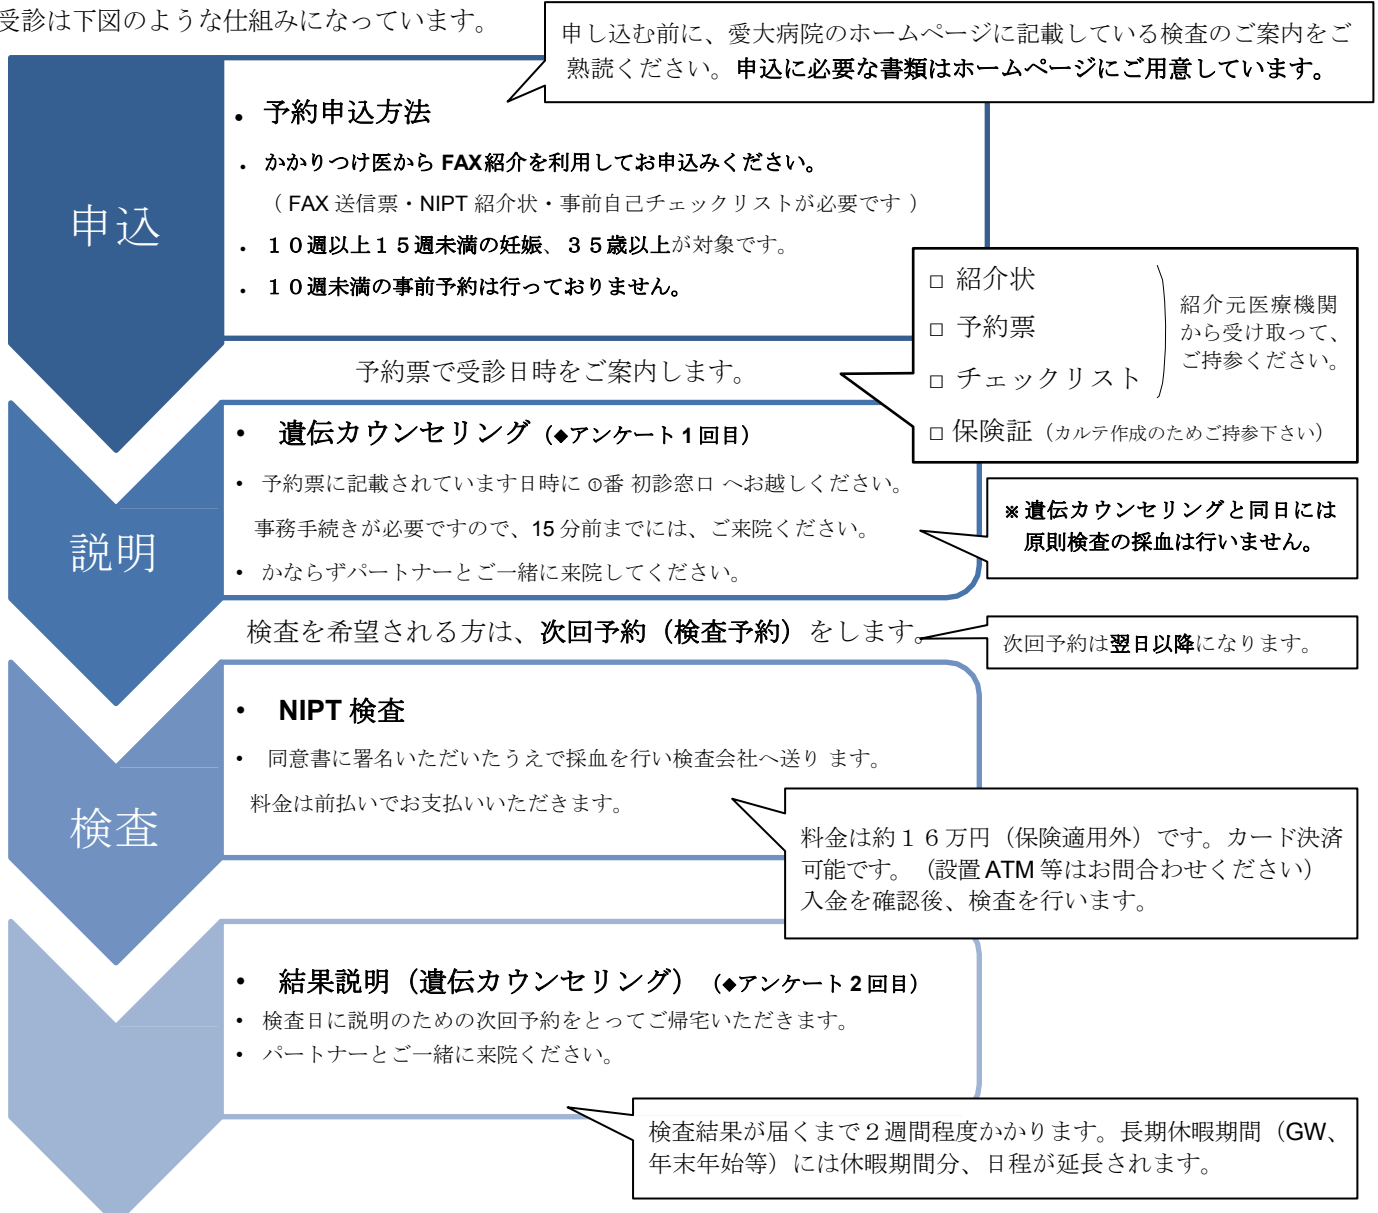 受診は下図のような仕組みになっています。
申し込む前に、愛大病院のホームページに記載している検査のご案内をご
熟読ください。申込に必要な書類はホームページにご用意しています。
申込
• 予約申込方法
• かかりつけ医から FAX紹介を利用してお申込みください。
（ FAX 送信票・NIPT 紹介状・事前自己チェックリストが必要です ）
• １０週以上１５週未満の妊娠、３５歳以上が対象です。
• １０週未満の事前予約は行っておりません。
□ 紹介状
□ 予約票
□ チェックリスト
紹介元医療機関
から受け取って、
ご持参ください。
□ 保険証（カルテ作成のためご持参下さい）
予約票で受診日時をご案内します。
説明
• 遺伝カウンセリング（◆アンケート 1 回目）
• 予約票に記載されています日時に ⓪番 初診窓口 へお越しください。
事務手続きが必要ですので、15 分前までには、ご来院ください。
• かならずパートナーとご一緒に来院してください。
※ 遺伝カウンセリングと同日には
原則検査の採血は行いません。
検査を希望される方は、次回予約（検査予約）をします。
次回予約は翌日以降になります。
検査
• NIPT 検査
• 同意書に署名いただいたうえで採血を行い検査会社へ送り ます。
料金は前払いでお支払いいただきます。
料金は約１６万円（保険適用外）です。カード決済
可能です。（設置 ATM 等はお問合わせください）
入金を確認後、検査を行います。
• 結果説明（遺伝カウンセリング）（◆アンケート 2 回目）
• 検査日に説明のための次回予約をとってご帰宅いただきます。
• パートナーとご一緒に来院ください。
検査結果が届くまで２週間程度かかります。長期休暇期間（GW、
年末年始等）には休暇期間分、日程が延長されます。